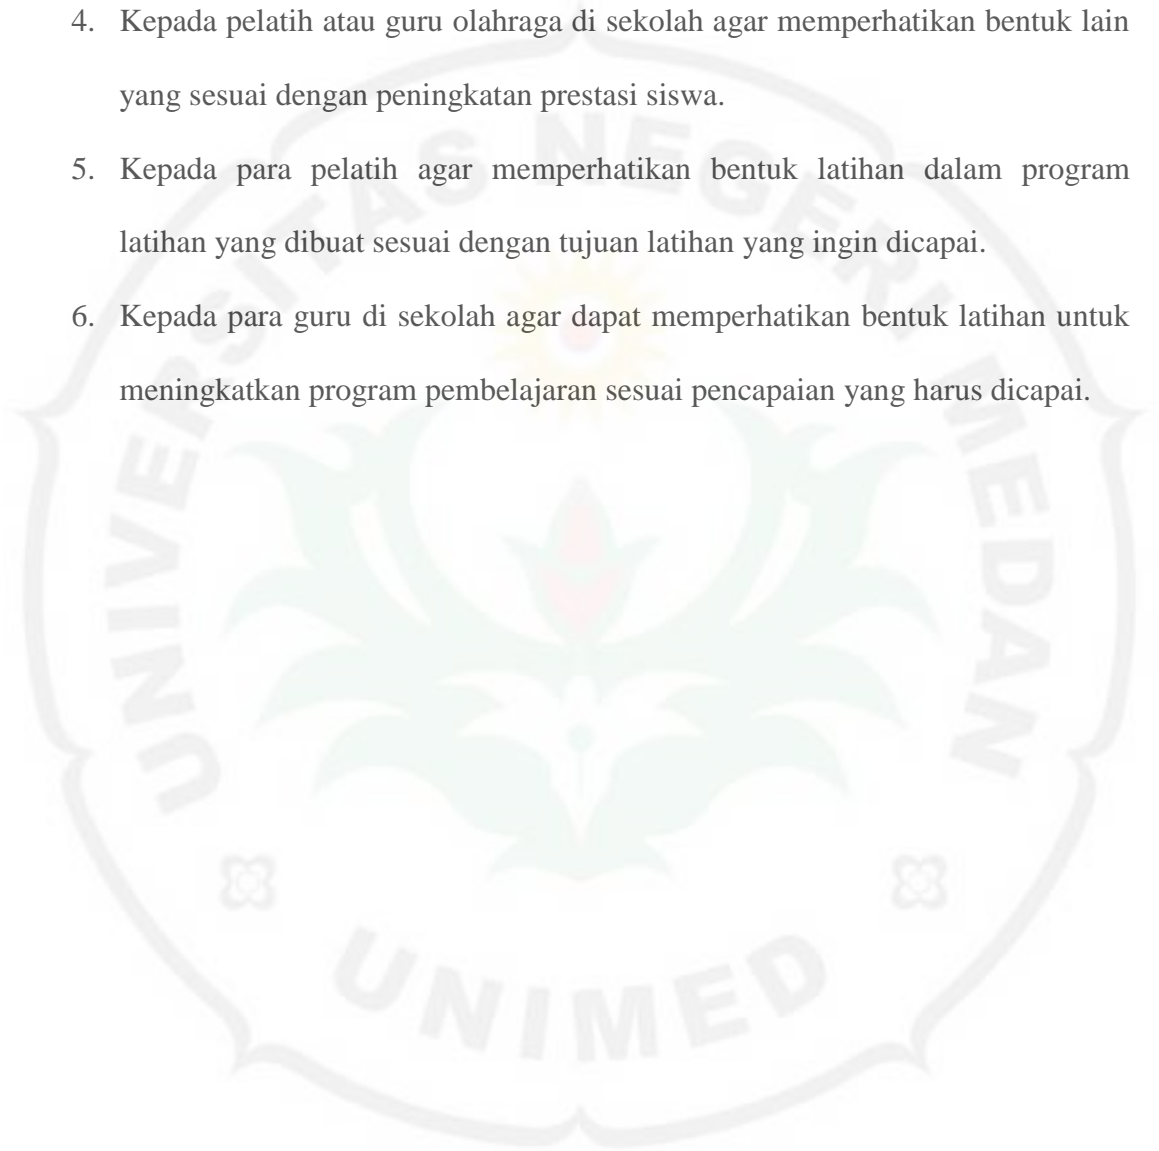 4. Kepada pelatih atau guru olahraga di sekolah agar memperhatikan bentuk lain
yang sesuai dengan peningkatan prestasi siswa.
5. Kepada para pelatih agar memperhatikan bentuk latihan dalam program
latihan yang dibuat sesuai dengan tujuan latihan yang ingin dicapai.
6. Kepada para guru di sekolah agar dapat memperhatikan bentuk latihan untuk
meningkatkan program pembelajaran sesuai pencapaian yang harus dicapai.
UNIVERSITAS NEGERI MEDAN
UNIMED